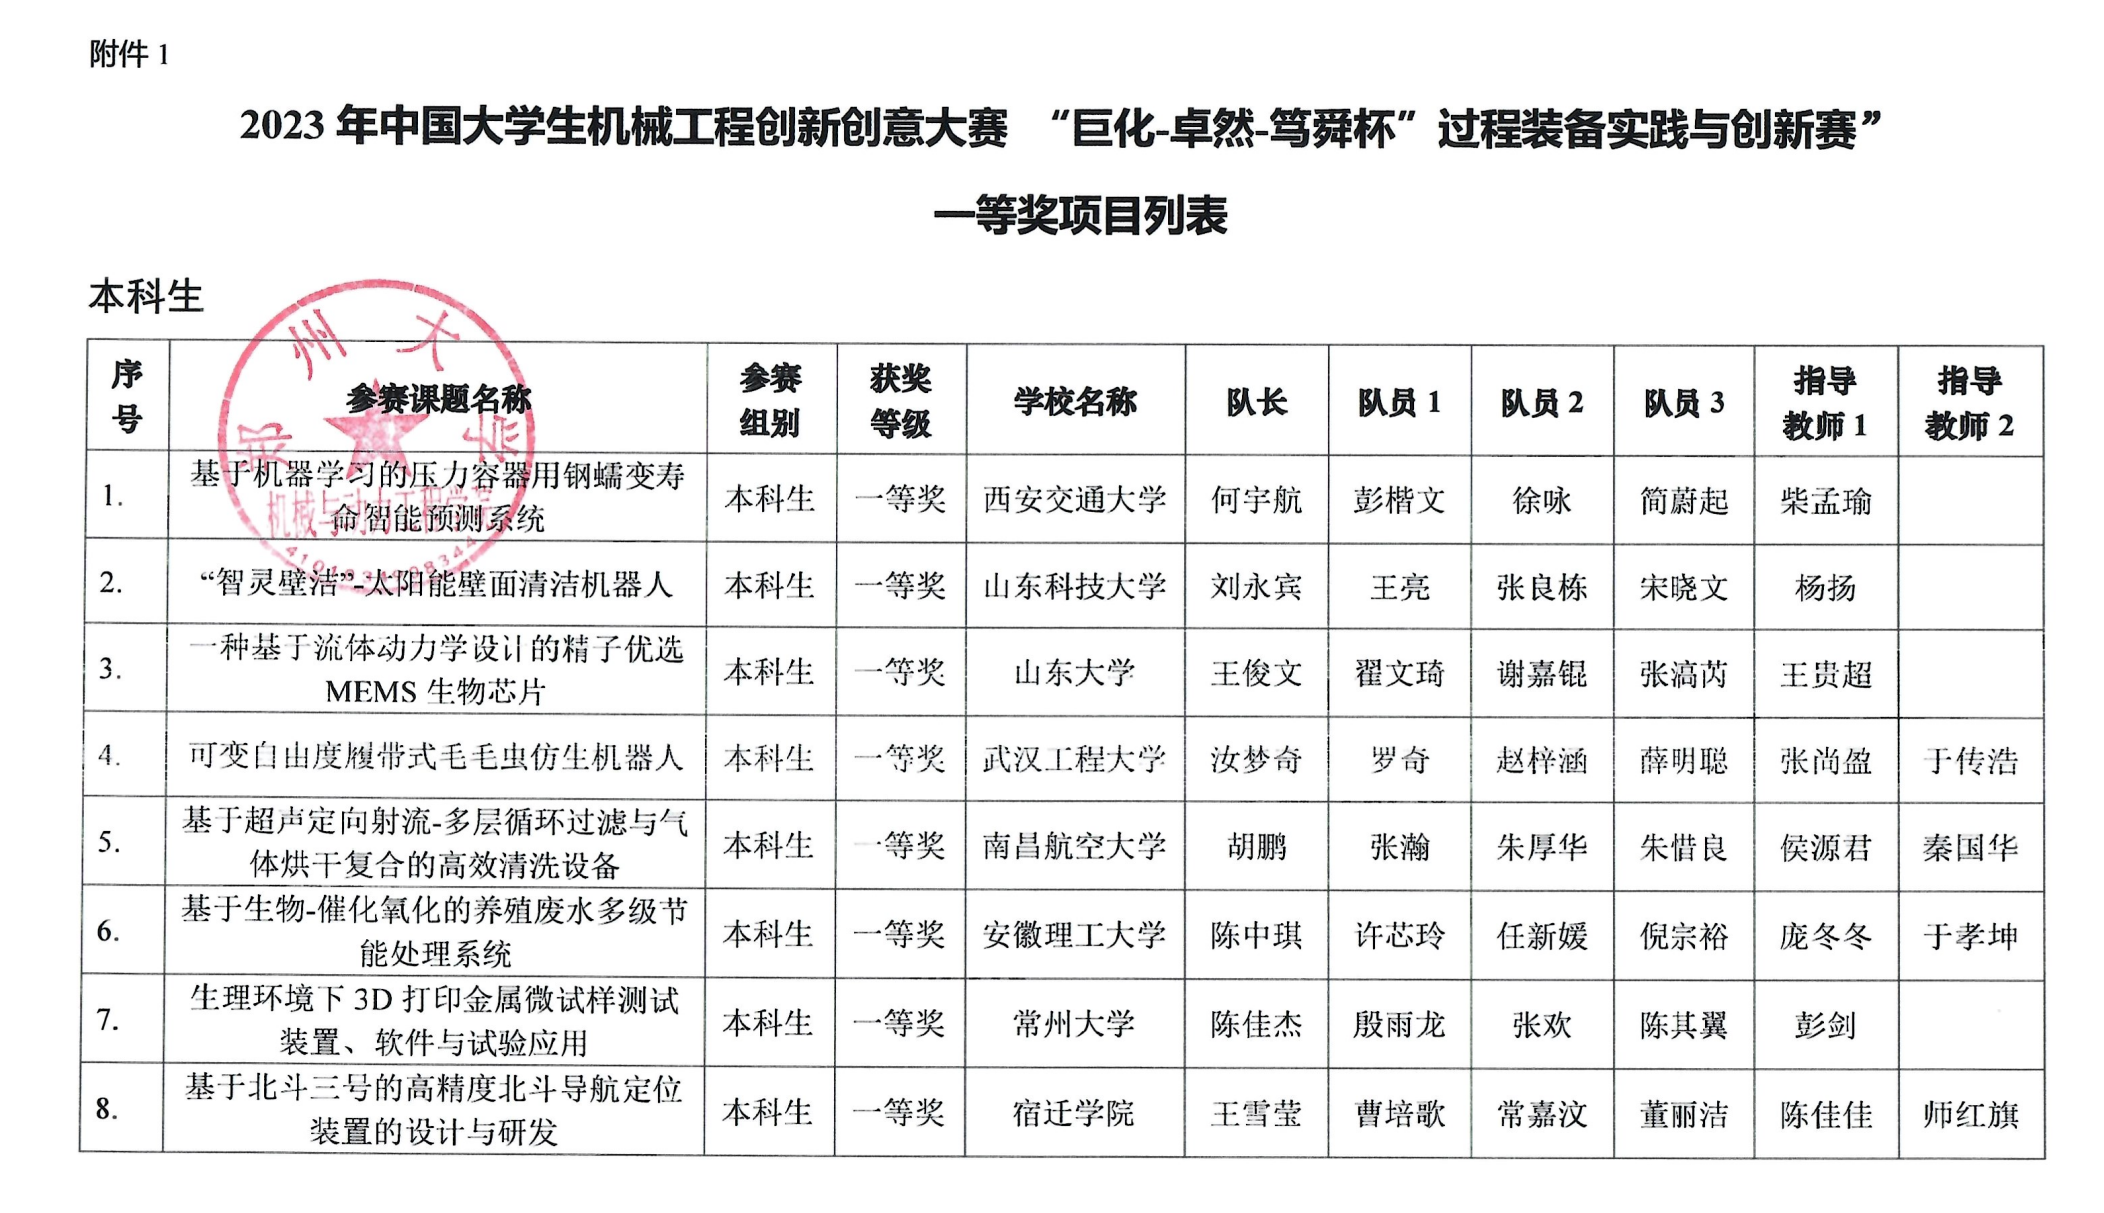 附件 1
2023 年中国大学生机械工程创新创意大赛 “巨化-卓然-笃舜杯”过程装备实践与创新赛”
一等奖项目列表
本科生
序号 参赛课题名称 参赛组别 获奖等级 学校名称 队长 队员 1 队员 2 队员 3 指导教师 1 指导教师 2
1. 基于机器学习的压力容器用钢蠕变寿命智能预测系统 本科生 一等奖 西安交通大学 何宇航 彭楷文 徐咏 简蔚起 柴孟瑜
2. “智灵壁洁”-太阳能壁面清洁机器人 本科生 一等奖 山东科技大学 刘永宾 王亮 张良栋 宋晓文 杨扬
3. 一种基于流体动力学设计的精子优选 MEMS 生物芯片 本科生 一等奖 山东大学 王俊文 翟文琦 谢嘉锟 张滈芮 王贵超
4. 可变自由度履带式毛毛虫仿生机器人 本科生 一等奖 武汉工程大学 汝梦奇 罗奇 赵梓涵 薛明聪 张尚盈 于传浩
5. 基于超声定向射流-多层循环过滤与气体烘干复合的高效清洗设备 本科生 一等奖 南昌航空大学 胡鹏 张瀚 朱厚华 朱惜良 侯源君 秦国华
6. 基于生物-催化氧化的养殖废水多级节能处理系统 本科生 一等奖 安徽理工大学 陈中琪 许芯玲 任新媛 倪宗裕 庞冬冬 于孝坤
7. 生理环境下 3D 打印金属微试样测试装置、软件与试验应用 本科生 一等奖 常州大学 陈佳杰 殷雨龙 张欢 陈其翼 彭剑
8. 基于北斗三号的高精度北斗导航定位装置的设计与研发 本科生 一等奖 宿迁学院 王雪莹 曹培歌 常嘉汶 董丽洁 陈佳佳 师红旗
郑州大学
机械与动力工程学院